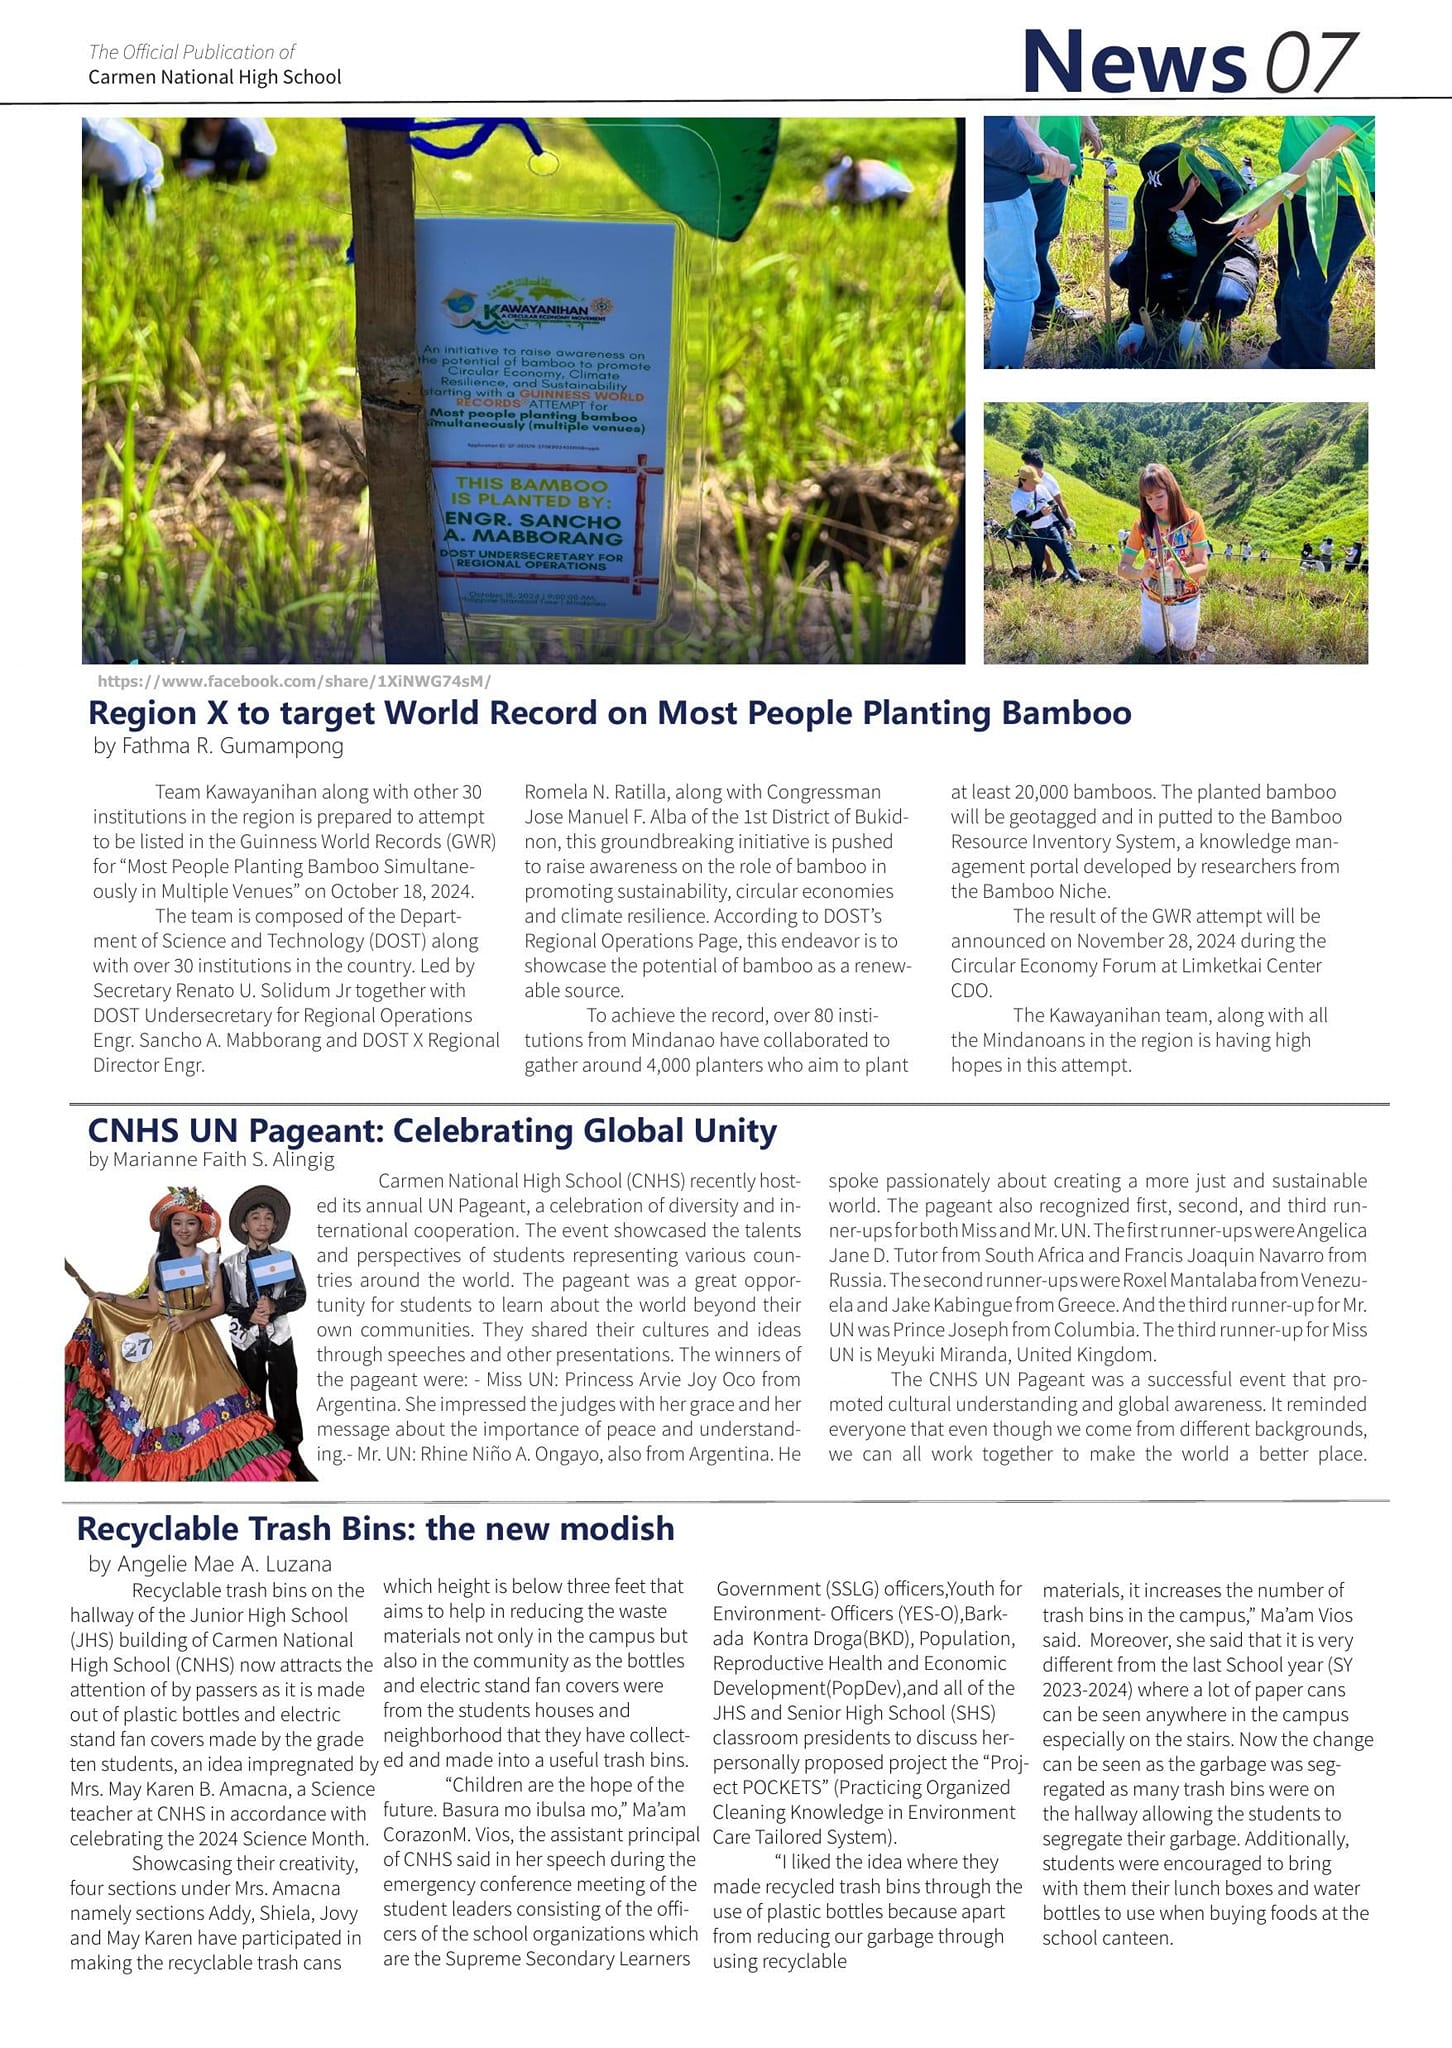 The Official Publication of
Carmen National High School
News 07
KAWAYANIHAN
A CIRCULAR ECONOMY MOVEMENT
An initiative to raise awareness on
the potential of bamboo to promote
Circular Economy, Climate
Resilience, and Sustainability
starting with a GUINNESS WORLD
RECORDS® ATTEMPT for
Most people planting bamboo
simultaneously (multiple venues)
THIS BAMBOO
IS PLANTED BY:
ENGR. SANCHO
A. MABBORANG
DOST UNDERSECRETARY FOR
REGIONAL OPERATIONS
October 18, 2024 | 9:00:00 AM,
Philippine Standard Time | Mindanao
https://www.facebook.com/share/1XiNWG74sM/
Region X to target World Record on Most People Planting Bamboo
by Fathma R. Gumampong
Team Kawayanihan along with other 30
institutions in the region is prepared to attempt
to be listed in the Guinness World Records (GWR)
for “Most People Planting Bamboo Simultane-
ously in Multiple Venues” on October 18, 2024.
The team is composed of the Depart-
ment of Science and Technology (DOST) along
with over 30 institutions in the country. Led by
Secretary Renato U. Solidum Jr together with
DOST Undersecretary for Regional Operations
Engr. Sancho A. Mabborang and DOST X Regional
Director Engr.
Romela N. Ratilla, along with Congressman
Jose Manuel F. Alba of the 1st District of Bukid-
non, this groundbreaking initiative is pushed
to raise awareness on the role of bamboo in
promoting sustainability, circular economies
and climate resilience. According to DOST’s
Regional Operations Page, this endeavor is to
showcase the potential of bamboo as a renew-
able source.
To achieve the record, over 80 insti-
tutions from Mindanao have collaborated to
gather around 4,000 planters who aim to plant
at least 20,000 bamboos. The planted bamboo
will be geotagged and in putted to the Bamboo
Resource Inventory System, a knowledge man-
agement portal developed by researchers from
the Bamboo Niche.
The result of the GWR attempt will be
announced on November 28, 2024 during the
Circular Economy Forum at Limketkai Center
CDO.
The Kawayanihan team, along with all
the Mindanoans in the region is having high
hopes in this attempt.
CNHS UN Pageant: Celebrating Global Unity
by Marianne Faith S. Alingig
27
27
Carmen National High School (CNHS) recently host-
ed its annual UN Pageant, a celebration of diversity and in-
ternational cooperation. The event showcased the talents
and perspectives of students representing various coun-
tries around the world. The pageant was a great oppor-
tunity for students to learn about the world beyond their
own communities. They shared their cultures and ideas
through speeches and other presentations. The winners of
the pageant were: - Miss UN: Princess Arvie Joy Oco from
Argentina. She impressed the judges with her grace and her
message about the importance of peace and understand-
ing.- Mr. UN: Rhine Niño A. Ongayo, also from Argentina. He
spoke passionately about creating a more just and sustainable
world. The pageant also recognized first, second, and third run-
ner-ups for both Miss and Mr. UN. The first runner-ups were Angelica
Jane D. Tutor from South Africa and Francis Joaquin Navarro from
Russia. The second runner-ups were Roxel Mantalaba from Venezu-
ela and Jake Kabingue from Greece. And the third runner-up for Mr.
UN was Prince Joseph from Columbia. The third runner-up for Miss
UN is Meyuki Miranda, United Kingdom.
The CNHS UN Pageant was a successful event that pro-
moted cultural understanding and global awareness. It reminded
everyone that even though we come from different backgrounds,
we can all work together to make the world a better place.
Recyclable Trash Bins: the new modish
by Angelie Mae A. Luzana
Recyclable trash bins on the
hallway of the Junior High School
(JHS) building of Carmen National
High School (CNHS) now attracts the
attention of by passers as it is made
out of plastic bottles and electric
stand fan covers made by the grade
ten students, an idea impregnated by
Mrs. May Karen B. Amacna, a Science
teacher at CNHS in accordance with
celebrating the 2024 Science Month.
Showcasing their creativity,
four sections under Mrs. Amacna
namely sections Addy, Shiela, Jovy
and May Karen have participated in
making the recyclable trash cans
which height is below three feet that
aims to help in reducing the waste
materials not only in the campus but
also in the community as the bottles
and electric stand fan covers were
from the students houses and
neighborhood that they have collect-
ed and made into a useful trash bins.
“Children are the hope of the
future. Basura mo ibulsa mo,” Ma’am
CorazonM. Vios, the assistant principal
of CNHS said in her speech during the
emergency conference meeting of the
student leaders consisting of the offi-
cers of the school organizations which
are the Supreme Secondary Learners
Government (SSLG) officers,Youth for
Environment- Officers (YES-O),Bark-
ada Kontra Droga(BKD), Population,
Reproductive Health and Economic
Development(PopDev),and all of the
JHS and Senior High School (SHS)
classroom presidents to discuss her-
personally proposed project the “Proj-
ect POCKETS” (Practicing Organized
Cleaning Knowledge in Environment
Care Tailored System).
“I liked the idea where they
made recycled trash bins through the
use of plastic bottles because apart
from reducing our garbage through
using recyclable
materials, it increases the number of
trash bins in the campus,” Ma’am Vios
said. Moreover, she said that it is very
different from the last School year (SY
2023-2024) where a lot of paper cans
can be seen anywhere in the campus
especially on the stairs. Now the change
can be seen as the garbage was seg-
regated as many trash bins were on
the hallway allowing the students to
segregate their garbage. Additionally,
students were encouraged to bring
with them their lunch boxes and water
bottles to use when buying foods at the
school canteen.